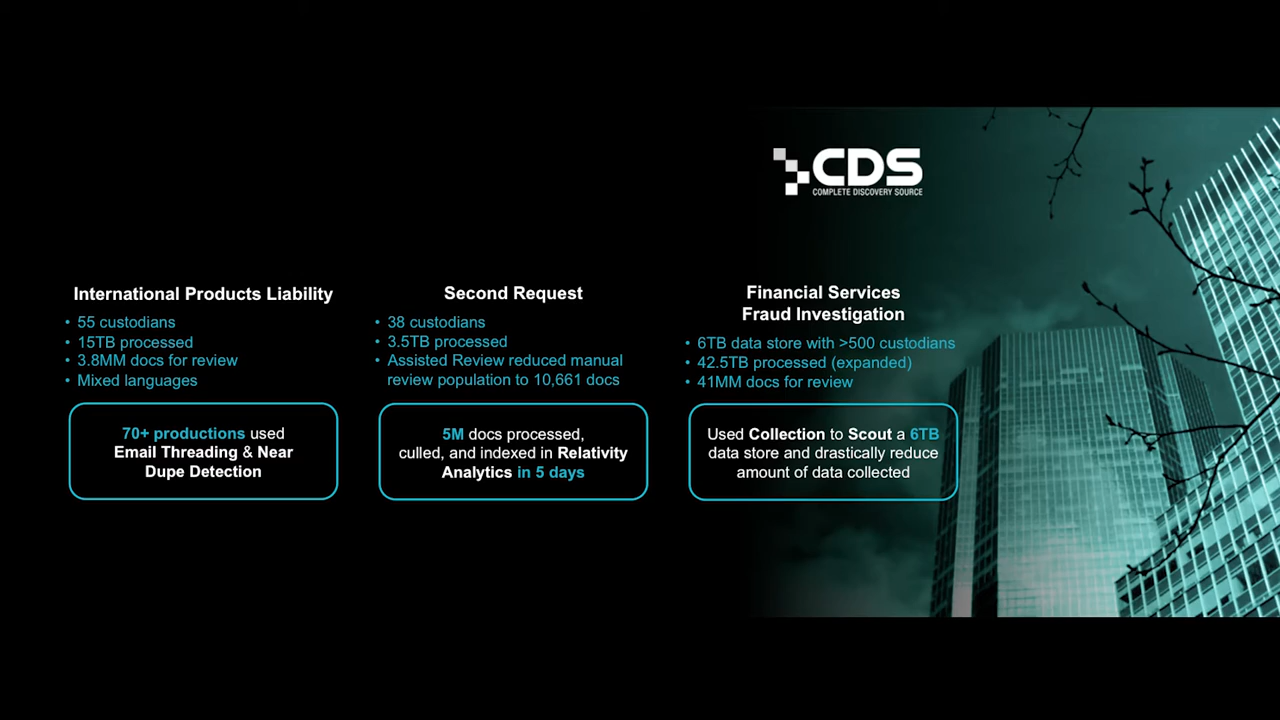 CDS
COMPLETE DISCOVERY SOURCE
International Products Liability
• 55 custodians
• 15TB processed
• 3.8MM docs for review
• Mixed languages
70+ productions used
Email Threading & Near
Dupe Detection
Second Request
• 38 custodians
• 3.5TB processed
• Assisted Review reduced manual
review population to 10,661 docs
5M docs processed,
culled, and indexed in Relativity
Analytics in 5 days
Financial Services
Fraud Investigation
• 6TB data store with >500 custodians
• 42.5TB processed (expanded)
• 41MM docs for review
Used Collection to Scout a 6TB
data store and drastically reduce
amount of data collected